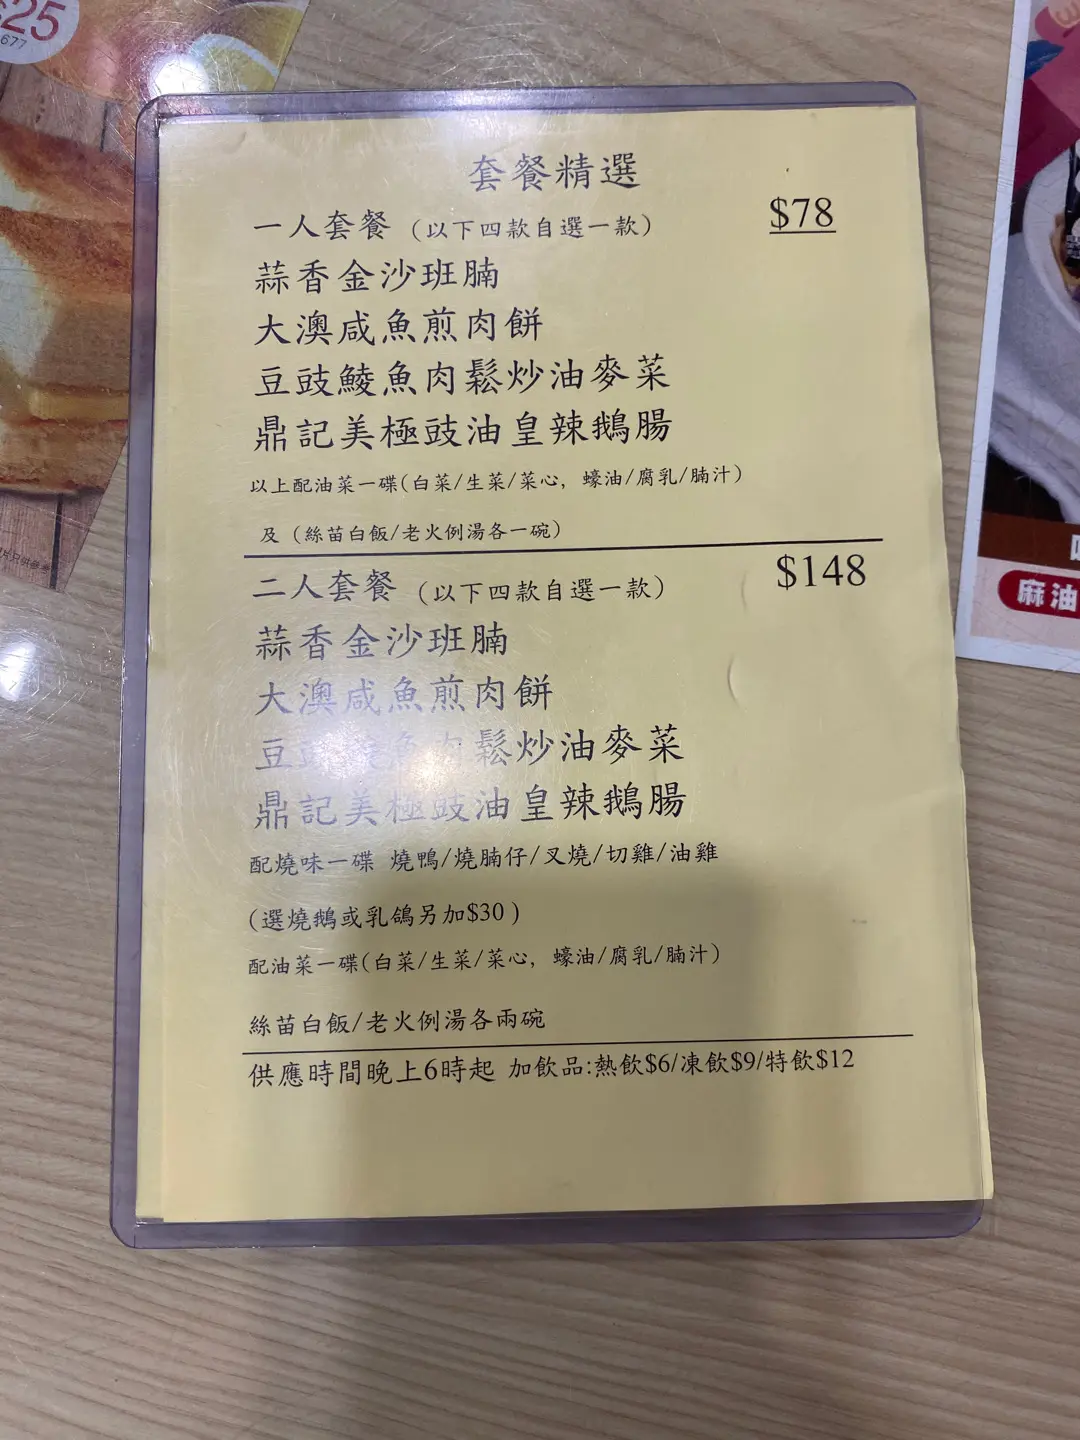 25
677
套餐精選
一人套餐 (以下四款自選一款) $78
蒜香金沙班腩
大澳咸魚煎肉餅
豆豉鯪魚肉鬆炒油麥菜
鼎記美極豉油皇辣鵝腸
以上配油菜一碟(白菜/生菜/菜心, 蠔油/腐乳/腩汁)
及 (絲苗白飯/老火例湯各一碗)
二人套餐 (以下四款自選一款) $148
蒜香金沙班腩
大澳咸魚煎肉餅
豆豉鯪魚肉鬆炒油麥菜
鼎記美極豉油皇辣鵝腸
配燒味一碟 燒鴨/燒腩仔/叉燒/切雞/油雞
(選燒鵝或乳鴿另加$30 )
配油菜一碟(白菜/生菜/菜心, 蠔油/腐乳/腩汁)
絲苗白飯/老火例湯各兩碗
供應時間晚上6時起 加飲品:熱飲$6/凍飲$9/特飲$12
麻油